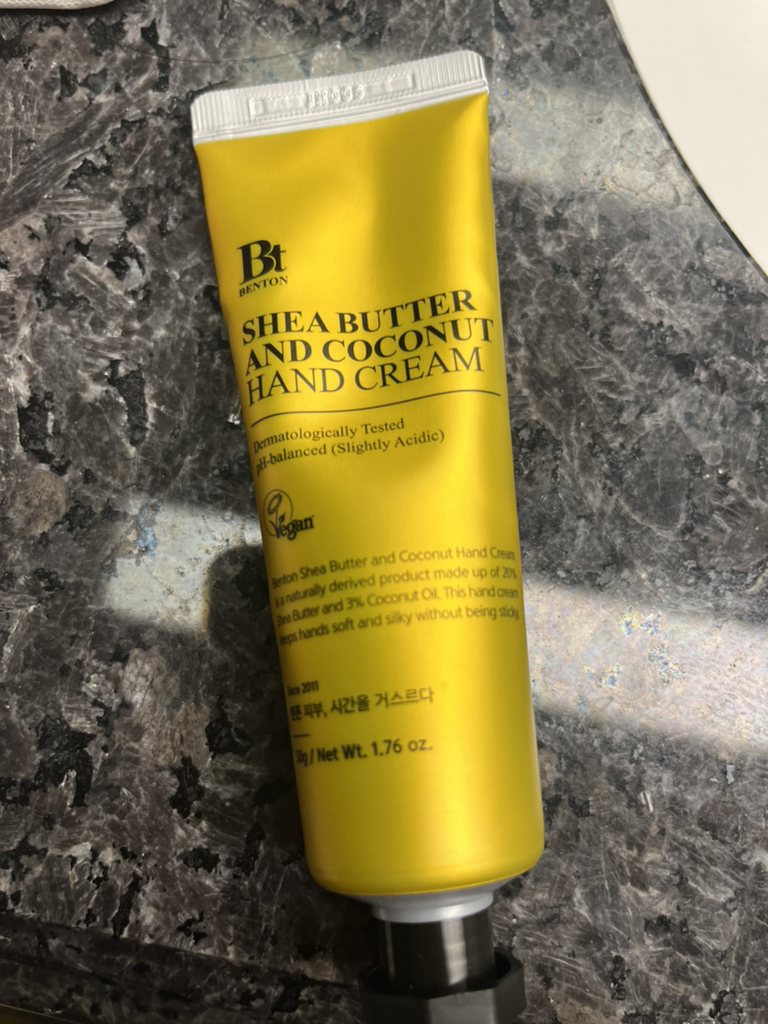 Bt
BENTON
SHEA BUTTER
AND COCONUT
HAND CREAM
Dermatologically Tested
pH-balanced (Slightly Acidic)
Vegan
Benton Shea Butter and Coconut Hand Cream
is a naturally derived product made up of 20%
Shea Butter and 3% Coconut Oil. This hand cream
keeps hands soft and silky without being sticky.
Since 2011
피부, 시간을 거스르다
50g / Net Wt. 1.76 oz.